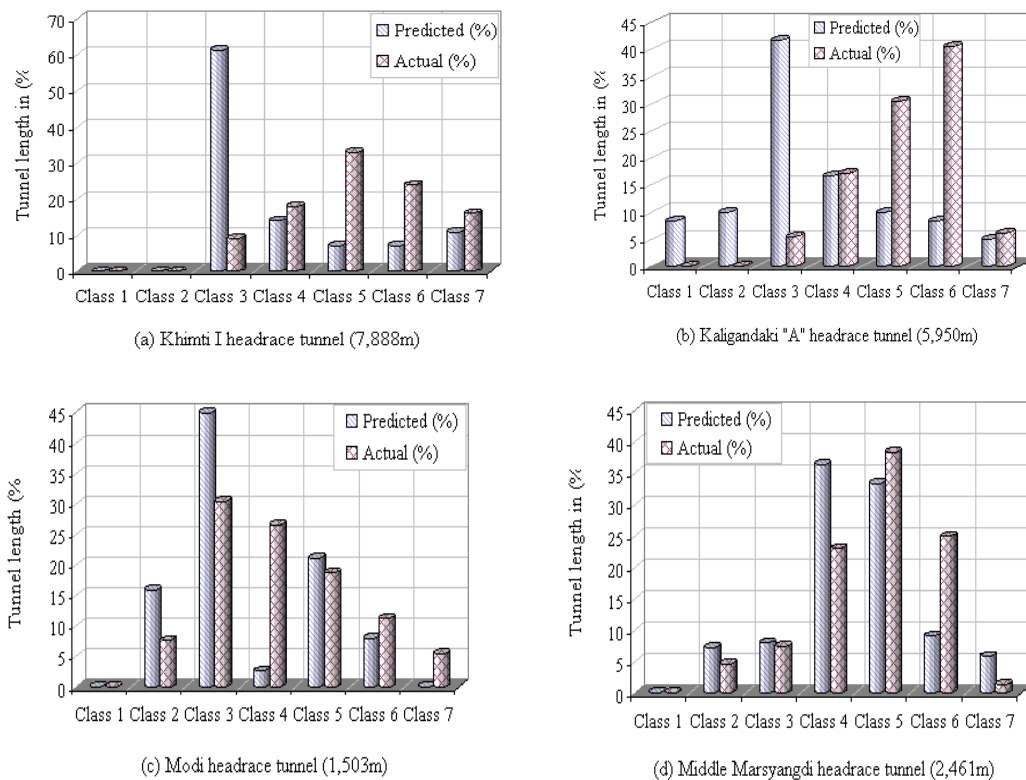 70
60
50
40
30
20
10
0
Tunnel length in (%
Predicted (%)
Actual (%)
Class 1 Class 2 Class 3 Class 4 Class 5 Class 6 Class 7
(a) Khimti I headrace tunnel (7,888m)
45
40
35
30
25
20
15
10
5
0
Tunnel length in (%
Predicted (%)
Actual (%)
Class 1 Class 2 Class 3 Class 4 Class 5 Class 6 Class 7
(b) Kaligandaki "A" headrace tunnel (5,950m)
45
40
35
30
25
20
15
10
5
0
Tunnel length in (%
Predicted (%)
Actual (%)
Class 1 Class 2 Class 3 Class 4 Class 5 Class 6 Class 7
(c) Modi headrace tunnel (1,503m)
45
40
35
30
25
20
15
10
5
0
Tunnel length in (%
Predicted (%)
Actual (%)
Class 1 Class 2 Class 3 Class 4 Class 5 Class 6 Class 7
(d) Middle Marsyangdi headrace tunnel (2,461m)